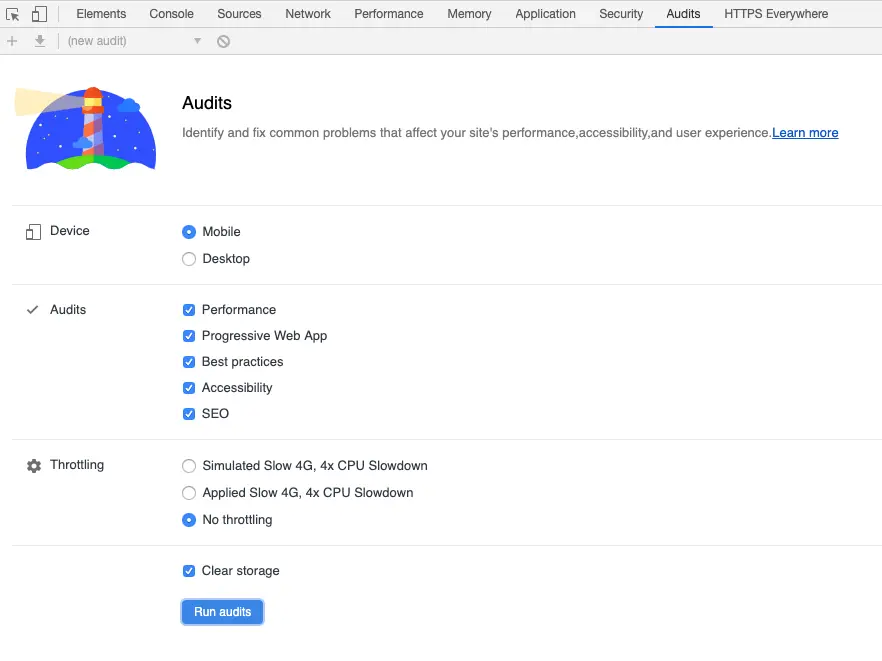 Elements Console Sources Network Performance Memory Application Security Audits HTTPS Everywhere
(new audit)
Audits
Identify and fix common problems that affect your site's performance,accessibility,and user experience.Learn more
Device
Mobile
Desktop
Audits
Performance
Progressive Web App
Best practices
Accessibility
SEO
Throttling
Simulated Slow 4G, 4x CPU Slowdown
Applied Slow 4G, 4x CPU Slowdown
No throttling
Clear storage
Run audits